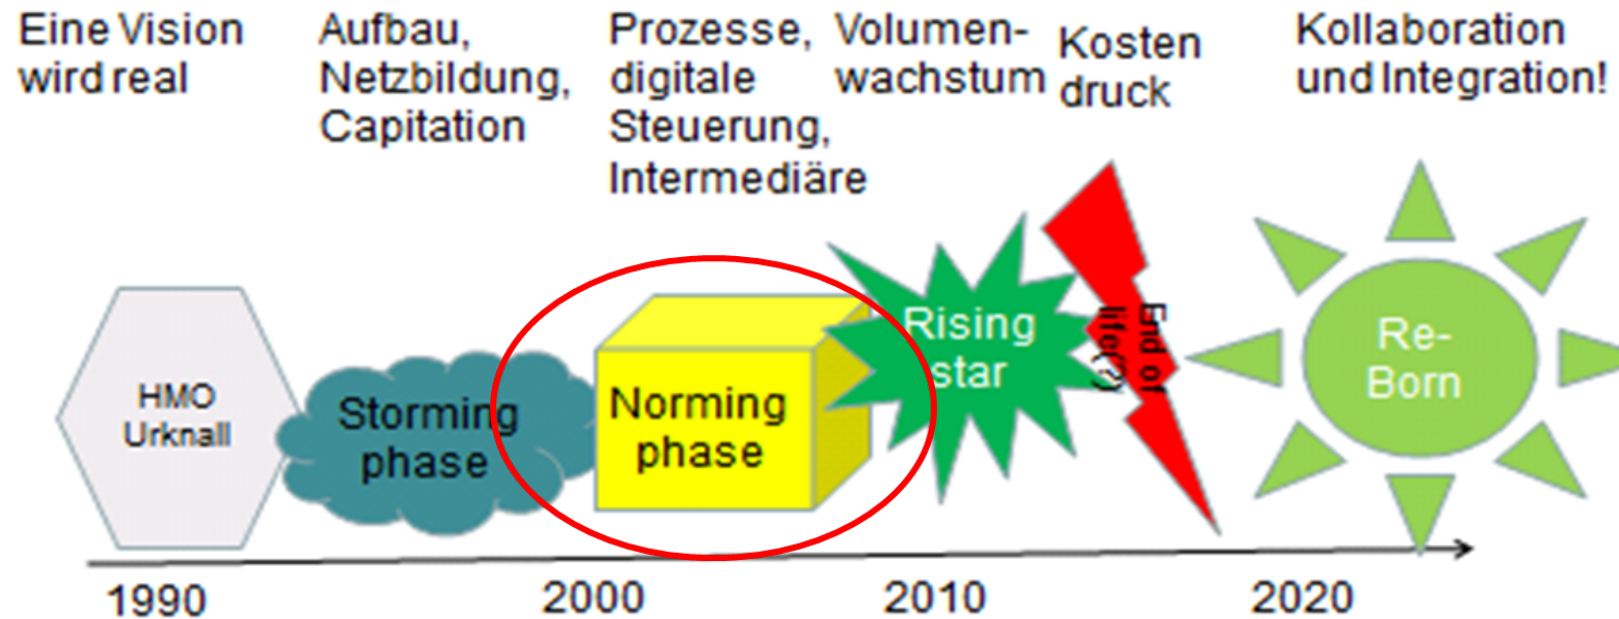 Eine Vision
wird real
Aufbau,
Netzbildung,
Capitation
Prozesse,
digitale
Steuerung,
Intermediäre
Volumen-
wachstum
Kosten
druck
Kollaboration
und Integration!
HMO
Urknall
Storming
phase
Norming
phase
Rising
star
End of
life(?)
Re-
Born
1990
2000
2010
2020